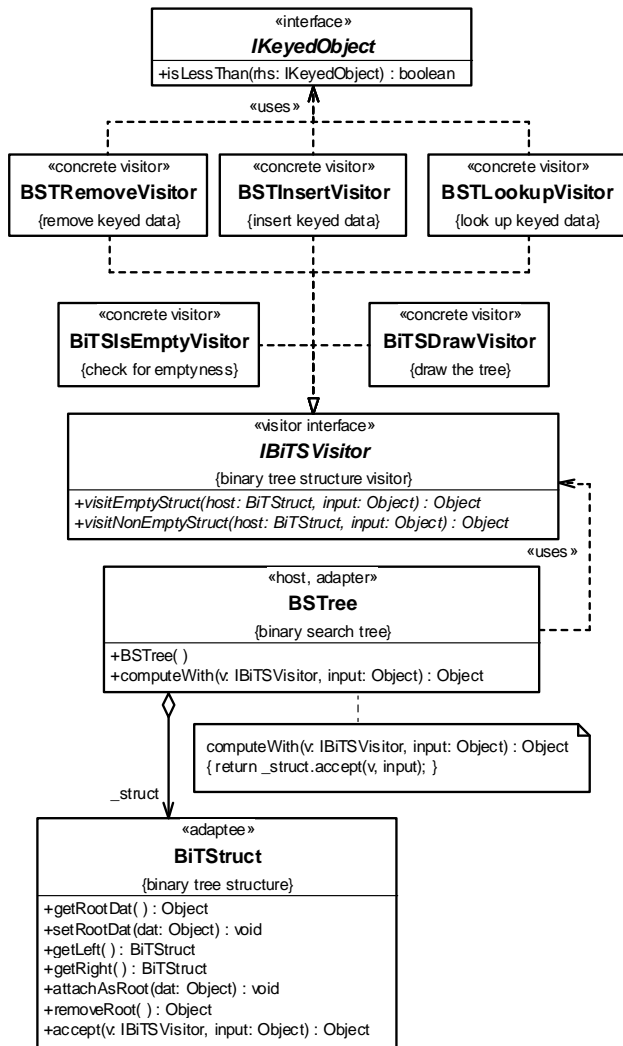 «interface»
IKeyedObject
+isLessThan(rhs: IKeyedObject) : boolean
«uses»
«concrete visitor» «concrete visitor» «concrete visitor»
BSTRemoveVisitor BSTInsertVisitor BSTLookupVisitor
{remove keyed data} {insert keyed data} {look up keyed data}
«concrete visitor» «concrete visitor»
BiTSIsEmptyVisitor BiTSDrawVisitor
{check for emptyness} {draw the tree}
«visitor interface»
IBiTSVisitor
{binary tree structure visitor}
+visitEmptyStruct(host: BiTStruct, input: Object) : Object
+visitNonEmptyStruct(host: BiTStruct, input: Object) : Object
«uses»
«host, adapter»
BSTree
{binary search tree}
+BSTree( )
+computeWith(v: IBiTSVisitor, input: Object) : Object
computeWith(v: IBiTSVisitor, input: Object) : Object
{ return _struct.accept(v, input); }
_struct
«adaptee»
BiTStruct
{binary tree structure}
+getRootDat( ) : Object
+setRootDat(dat: Object) : void
+getLeft( ) : BiTStruct
+getRight( ) : BiTStruct
+attachAsRoot(dat: Object) : void
+removeRoot( ) : Object
+accept(v: IBiTSVisitor, input: Object) : Object